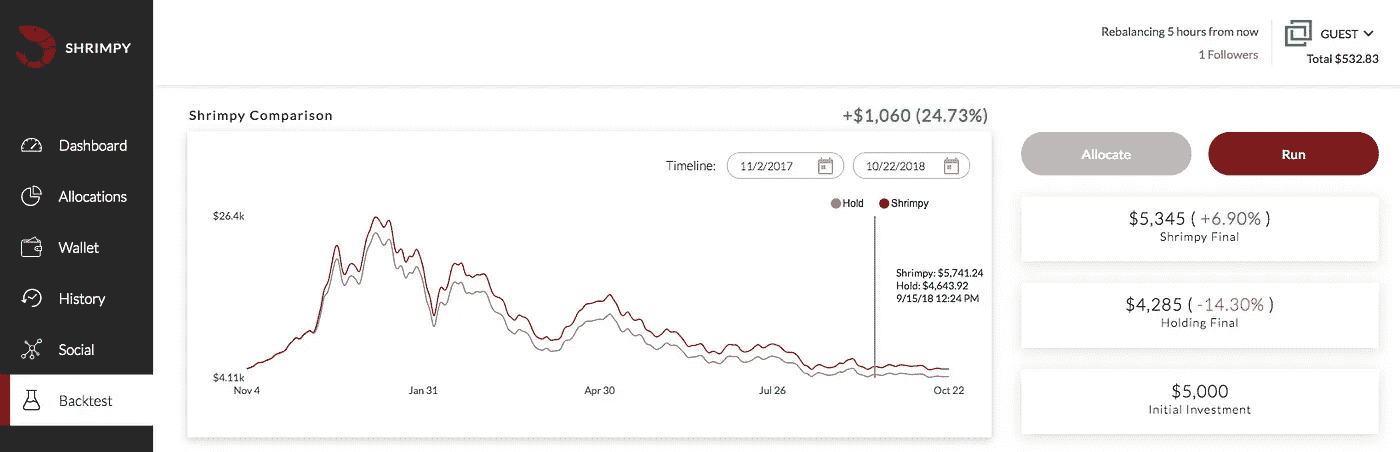 SHRIMPY
Rebalancing 5 hours from now
1 Followers
GUEST
Total $532.83
Dashboard
Allocations
Wallet
History
Social
Backtest
Shrimpy Comparison
+$1,060 (24.73%)
Timeline:
11/2/2017
10/22/2018
Hold
Shrimpy
$26.4k
Shrimpy: $5,741.24
Hold: $4,643.92
9/15/18 12:24 PM
$4.11k
Nov 4
Jan 31
Apr 30
Jul 26
Oct 22
Allocate
Run
$5,345 ( +6.90% )
Shrimpy Final
$4,285 ( -14.30% )
Holding Final
$5,000
Initial Investment